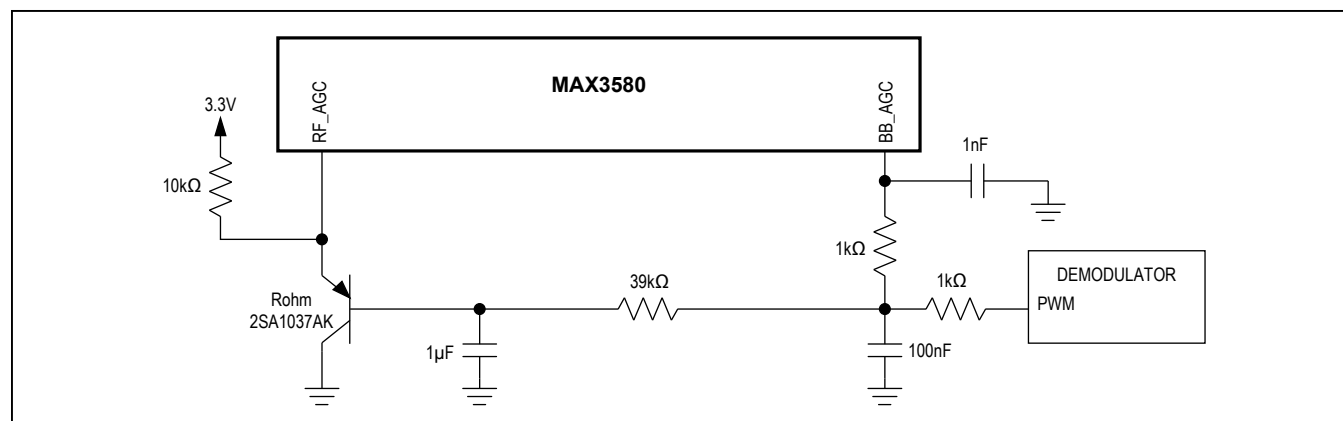 MAX3580
RF_AGC
BB_AGC
3.3V
10kΩ
1nF
1kΩ
39kΩ
1kΩ
DEMODULATOR
PWM
Rohm
2SA1037AK
1µF
100nF